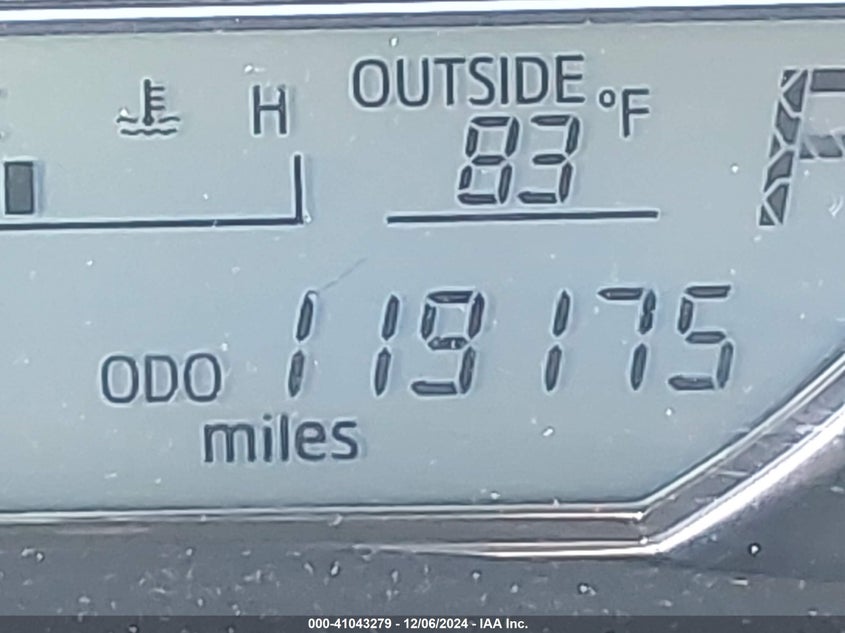 H
OUTSIDE °F
83
ODO 119175
miles
000-41043279 - 12/06/2024 - IAA Inc.